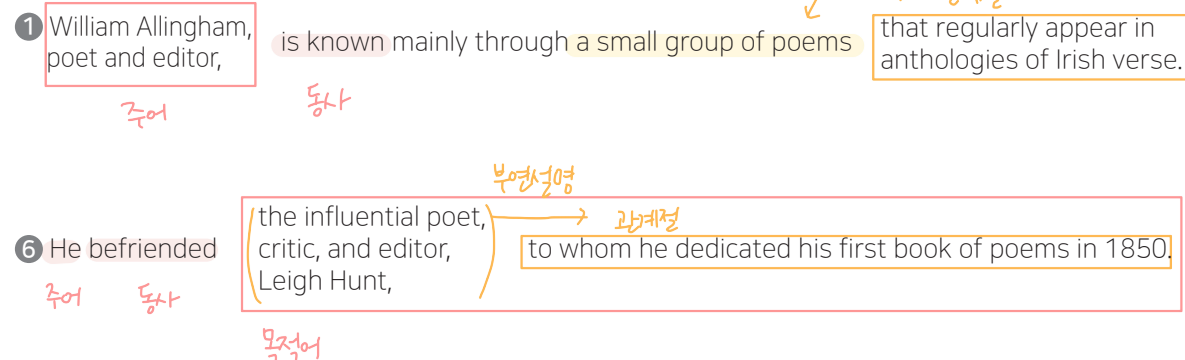 ❶ William Allingham,
poet and editor,
is known mainly through a small group of poems
that regularly appear in
anthologies of Irish verse.
주어
동사
부연설명
관계절
❻ He befriended
the influential poet,
critic, and editor,
Leigh Hunt,
to whom he dedicated his first book of poems in 1850.
주어
동사
목적어